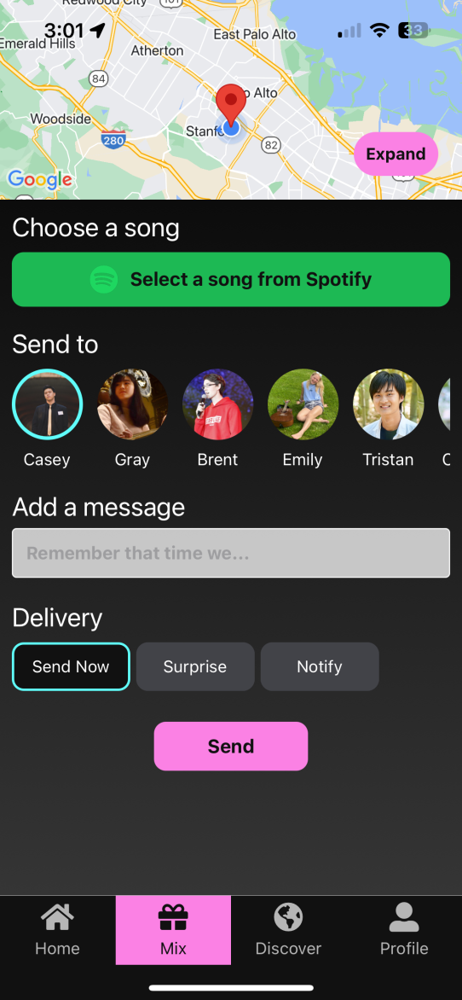 Redwood City
3:01
33
Emerald Hills
East Palo Alto
Atherton
84
o Alto
Woodside
280
Stanfo
82
Expand
Google
Choose a song
Select a song from Spotify
Send to
Casey
Gray
Brent
Emily
Tristan
C
Add a message
Remember that time we...
Delivery
Send Now
Surprise
Notify
Send
Home
Mix
Discover
Profile